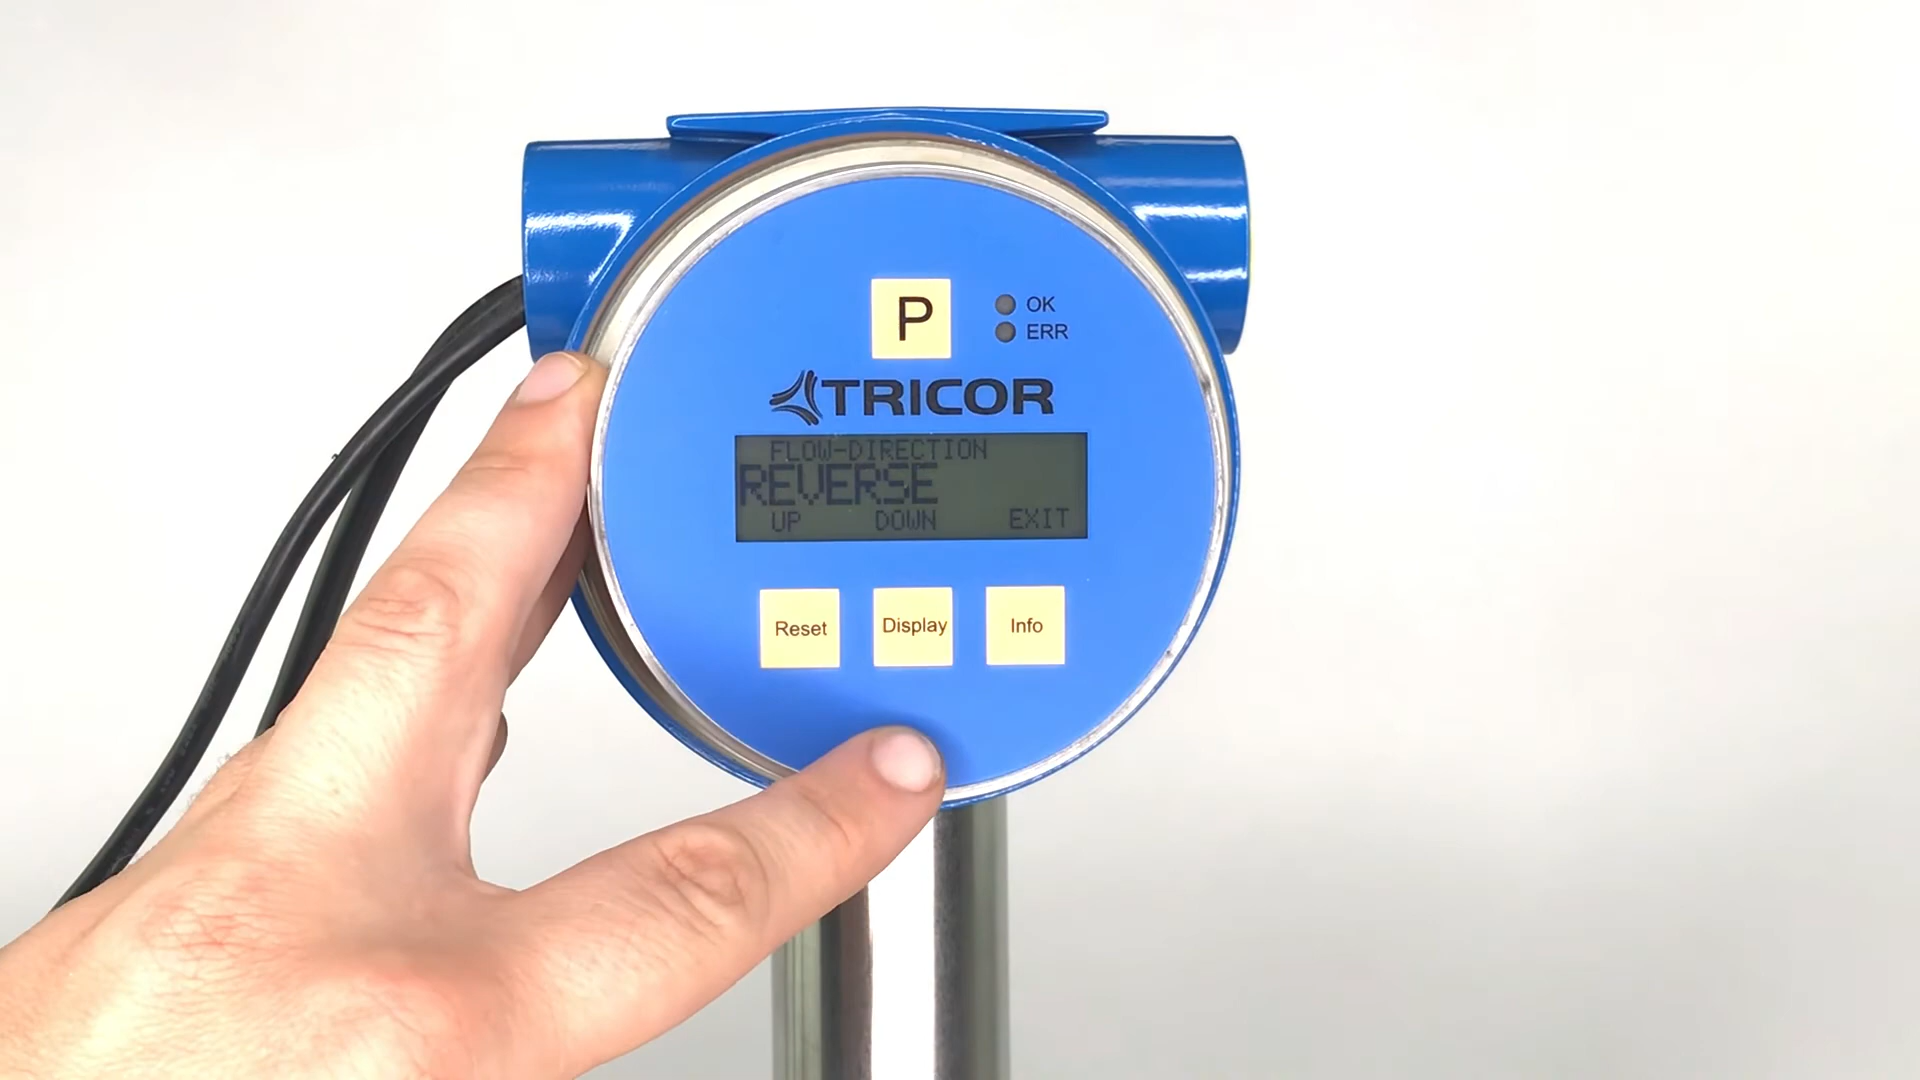 P
OK
ERR
TRICOR
FLOW-DIRECTION
REVERSE
UP DOWN EXIT
Reset Display Info